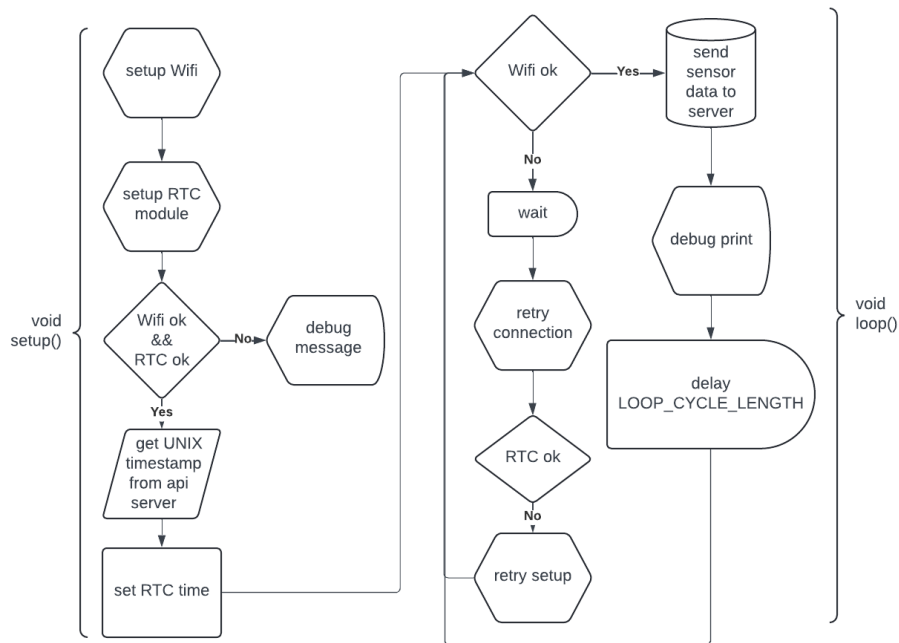 void
setup()
setup Wifi
setup RTC
module
Wifi ok
&&
RTC ok
No
debug
message
Yes
get UNIX
timestamp
from api
server
set RTC time
Wifi ok
Yes
send
sensor
data to
server
No
wait
debug print
retry
connection
delay
LOOP_CYCLE_LENGTH
RTC ok
No
retry setup
void
loop()